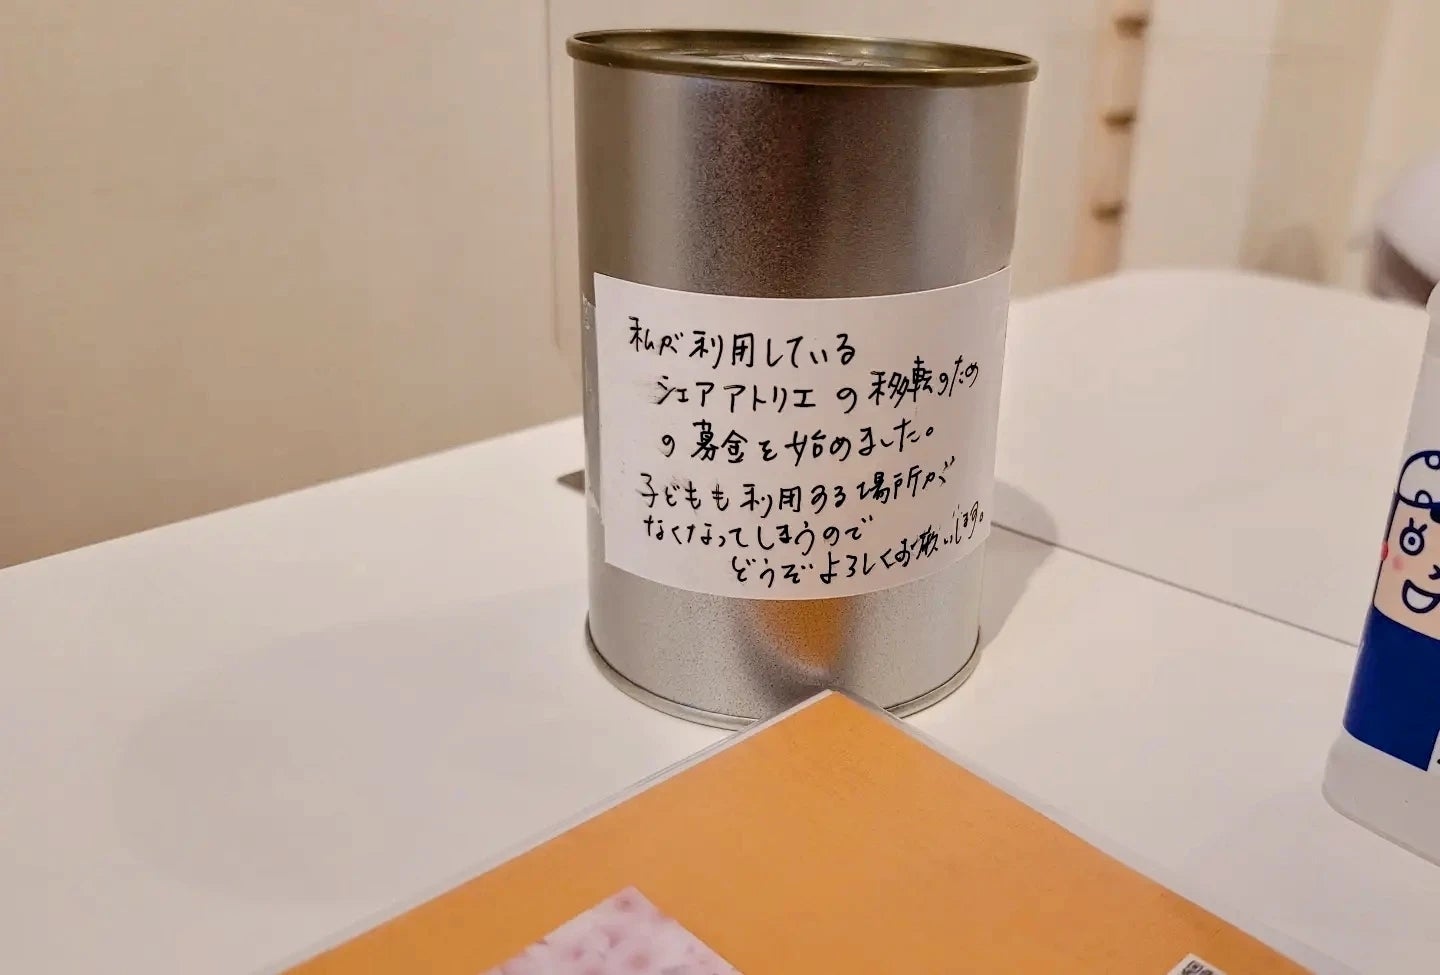 私が利用している
シェアアトリエの移転のため
の募金を始めました。
子どもも利用する場所が
なくなってしまうので
どうぞよろしくお願いします。